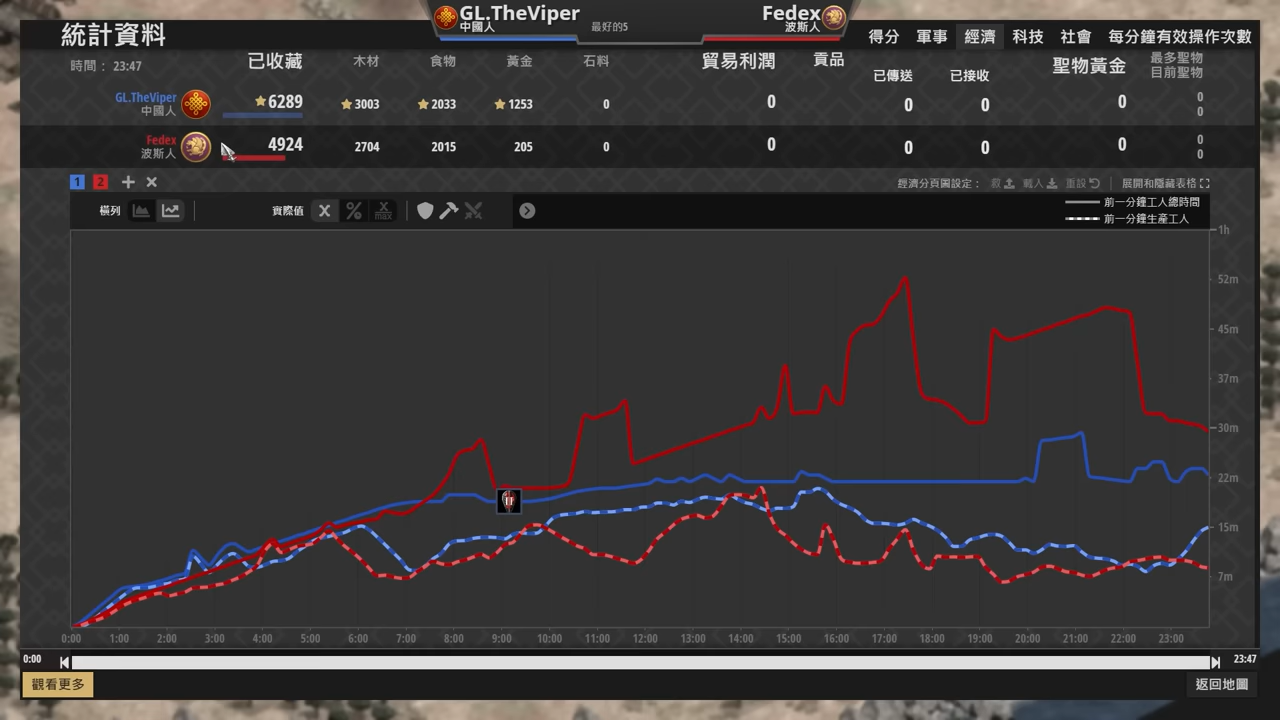 GL.TheViper
中國人
最好的5
Fedex
波斯人
統計資料
得分 軍事 經濟 科技 社會 每分鐘有效操作次數
時間： 23:47
已收藏 木材 食物 黃金 石料 貿易利潤 貢品 已傳送 已接收 聖物黃金 最多聖物
目前聖物
GL.TheViper
中國人
6289 3003 2033 1253 0 0 0 0 0 0
0
Fedex
波斯人
4924 2704 2015 205 0 0 0 0 0 0
0
1 2
經濟分頁圖設定： 載入 重設 展開和隱藏表格
橫列 實際值 X % X
max
前一分鐘工人總時間
前一分鐘生產工人
1h
52m
45m
37m
30m
22m
15m
7m
II
0:00 1:00 2:00 3:00 4:00 5:00 6:00 7:00 8:00 9:00 10:00 11:00 12:00 13:00 14:00 15:00 16:00 17:00 18:00 19:00 20:00 21:00 22:00 23:00
0:00 23:47
觀看更多 返回地圖